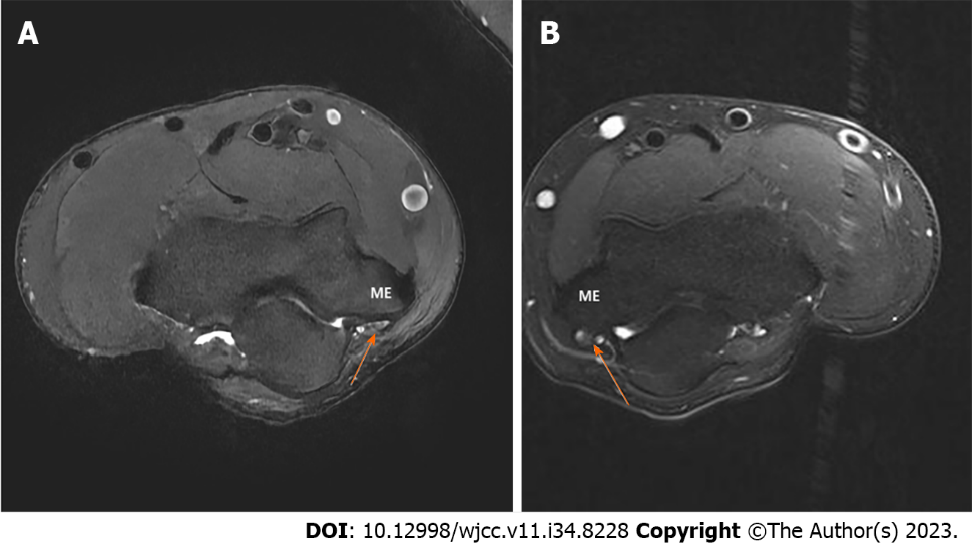 A
B
ME
ME
DOI: 10.12998/wjcc.v11.i34.8228 Copyright ©The Author(s) 2023.